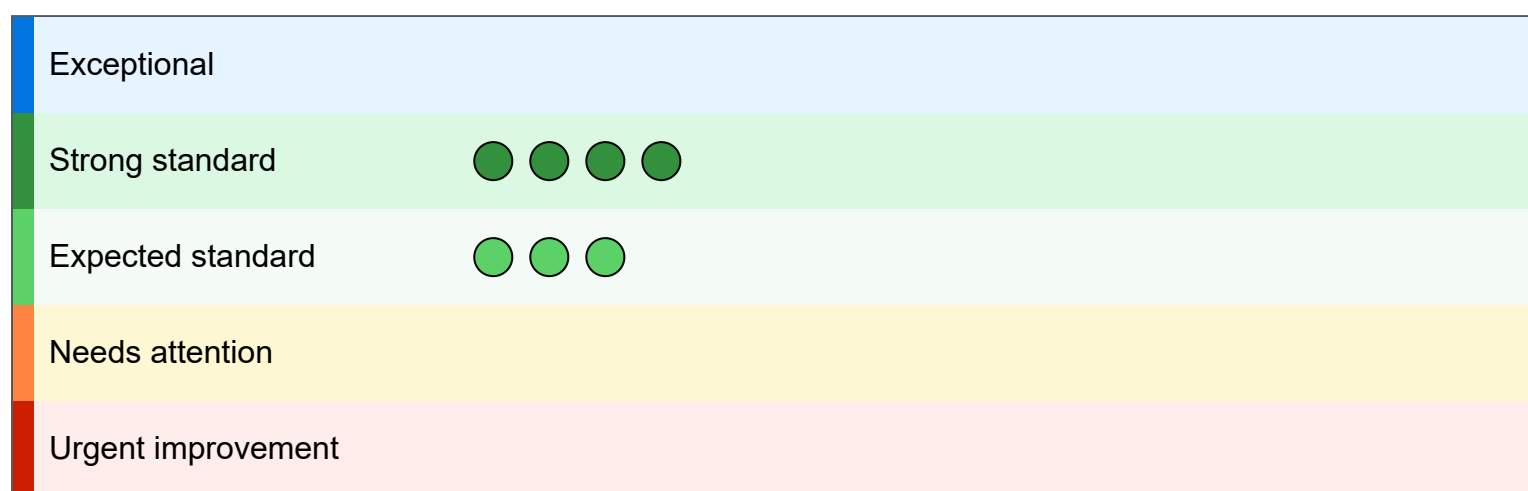 Exceptional
Strong standard
Expected standard
Needs attention
Urgent improvement